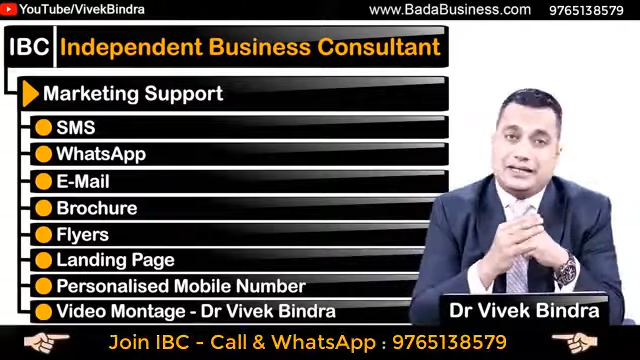 YouTube/VivekBindra
www.BadaBusiness.com 9765138579
IBC Independent Business Consultant
Marketing Support
SMS
WhatsApp
E-Mail
Brochure
Flyers
Landing Page
Personalised Mobile Number
Video Montage - Dr Vivek Bindra
Dr Vivek Bindra
Join IBC - Call & WhatsApp : 9765138579